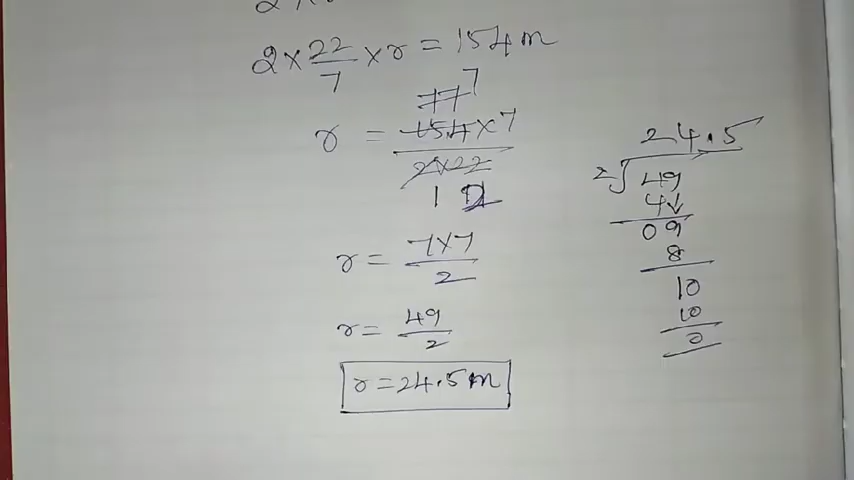 2 × 22/7 × r = 154 m
77 7
r = 154 × 7 / 2 × 22
1 2
r = 7 × 7 / 2
r = 49 / 2
r = 24.5 m
24.5
2 √ 49
4 ↓
09
8
10
10
0